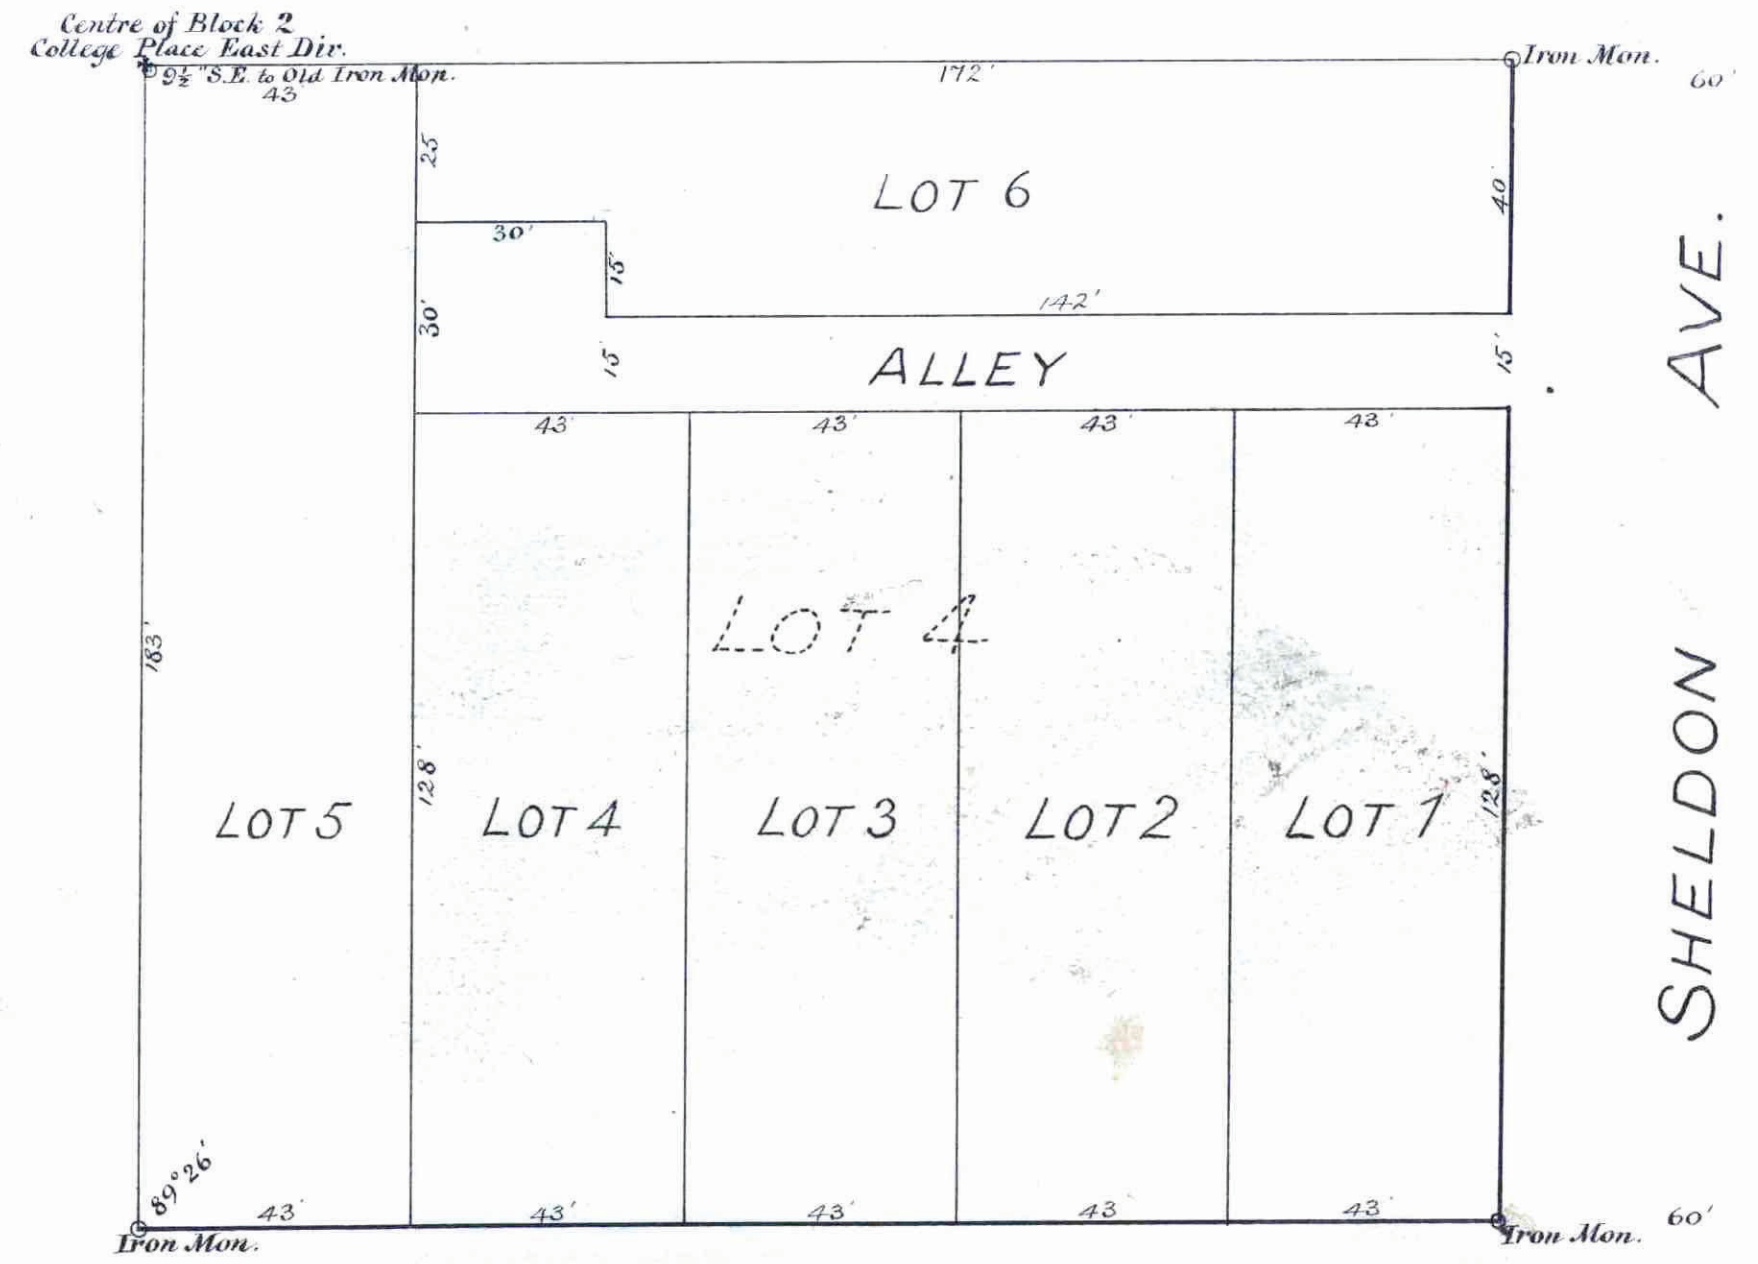 Centre of Block 2
College Place East Div.
9½" S.E. to Old Iron Mon.
43'
172'
Iron Mon.
60'
25'
LOT 6
40'
30'
15'
30'
142'
15'
ALLEY
15'
AVE.
43'
43'
43'
43'
LOT 4
183'
128'
128'
SHELDON
LOT 5
LOT 4
LOT 3
LOT 2
LOT 1
89°26'
43'
43'
43'
43'
43'
60'
Iron Mon.
Iron Mon.